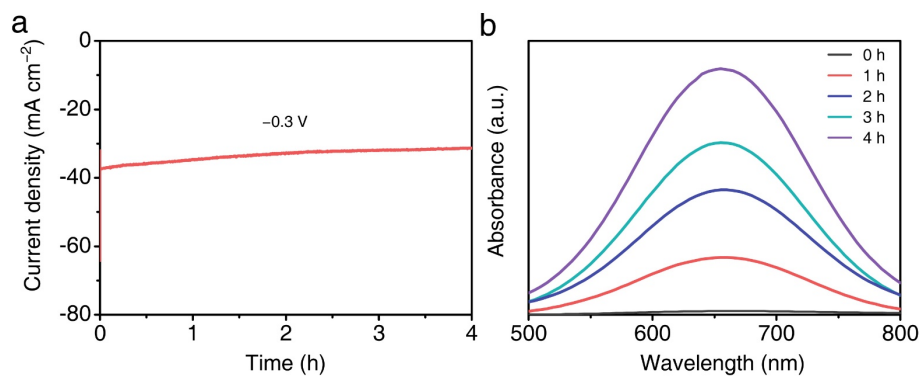 a
Current density (mA cm⁻²)
0
-20
-40
-60
-80
−0.3 V
0
1
2
3
4
Time (h)
b
Absorbance (a.u.)
0 h
1 h
2 h
3 h
4 h
500
600
700
800
Wavelength (nm)